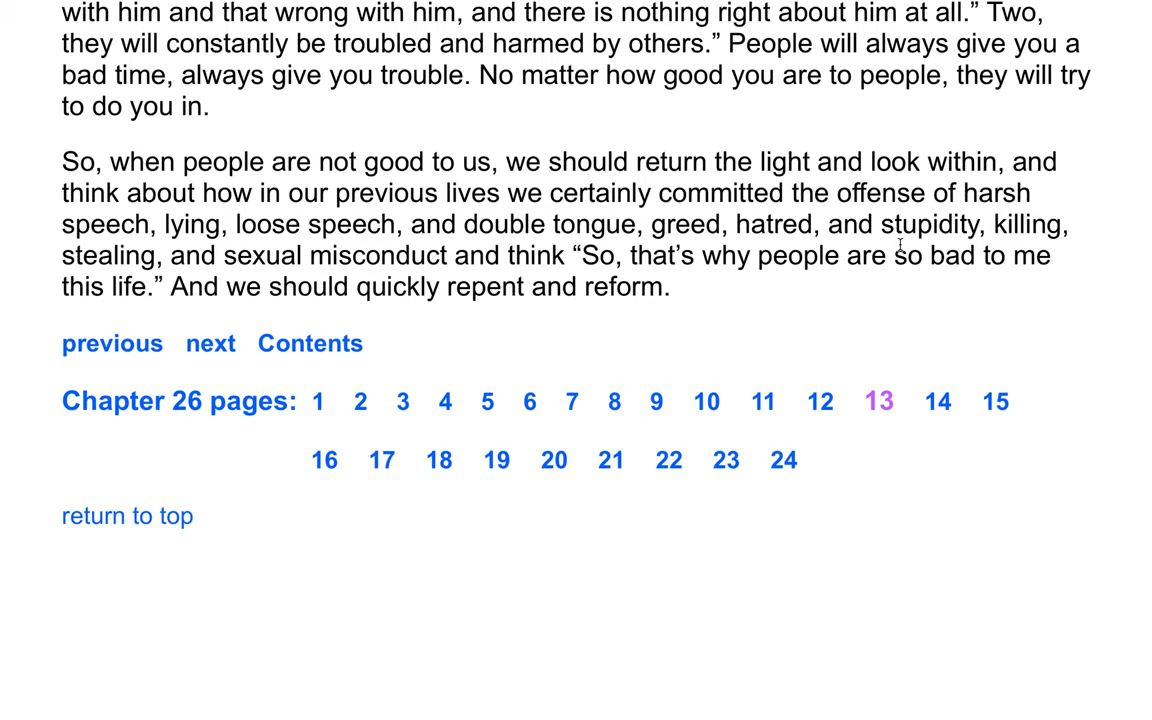 with him and that wrong with him, and there is nothing right about him at all.” Two,
they will constantly be troubled and harmed by others.” People will always give you a
bad time, always give you trouble. No matter how good you are to people, they will try
to do you in.
So, when people are not good to us, we should return the light and look within, and
think about how in our previous lives we certainly committed the offense of harsh
speech, lying, loose speech, and double tongue, greed, hatred, and stupidity, killing,
stealing, and sexual misconduct and think “So, that’s why people are so bad to me
this life.” And we should quickly repent and reform.
previous next Contents
Chapter 26 pages: 1 2 3 4 5 6 7 8 9 10 11 12 13 14 15
16 17 18 19 20 21 22 23 24
return to top